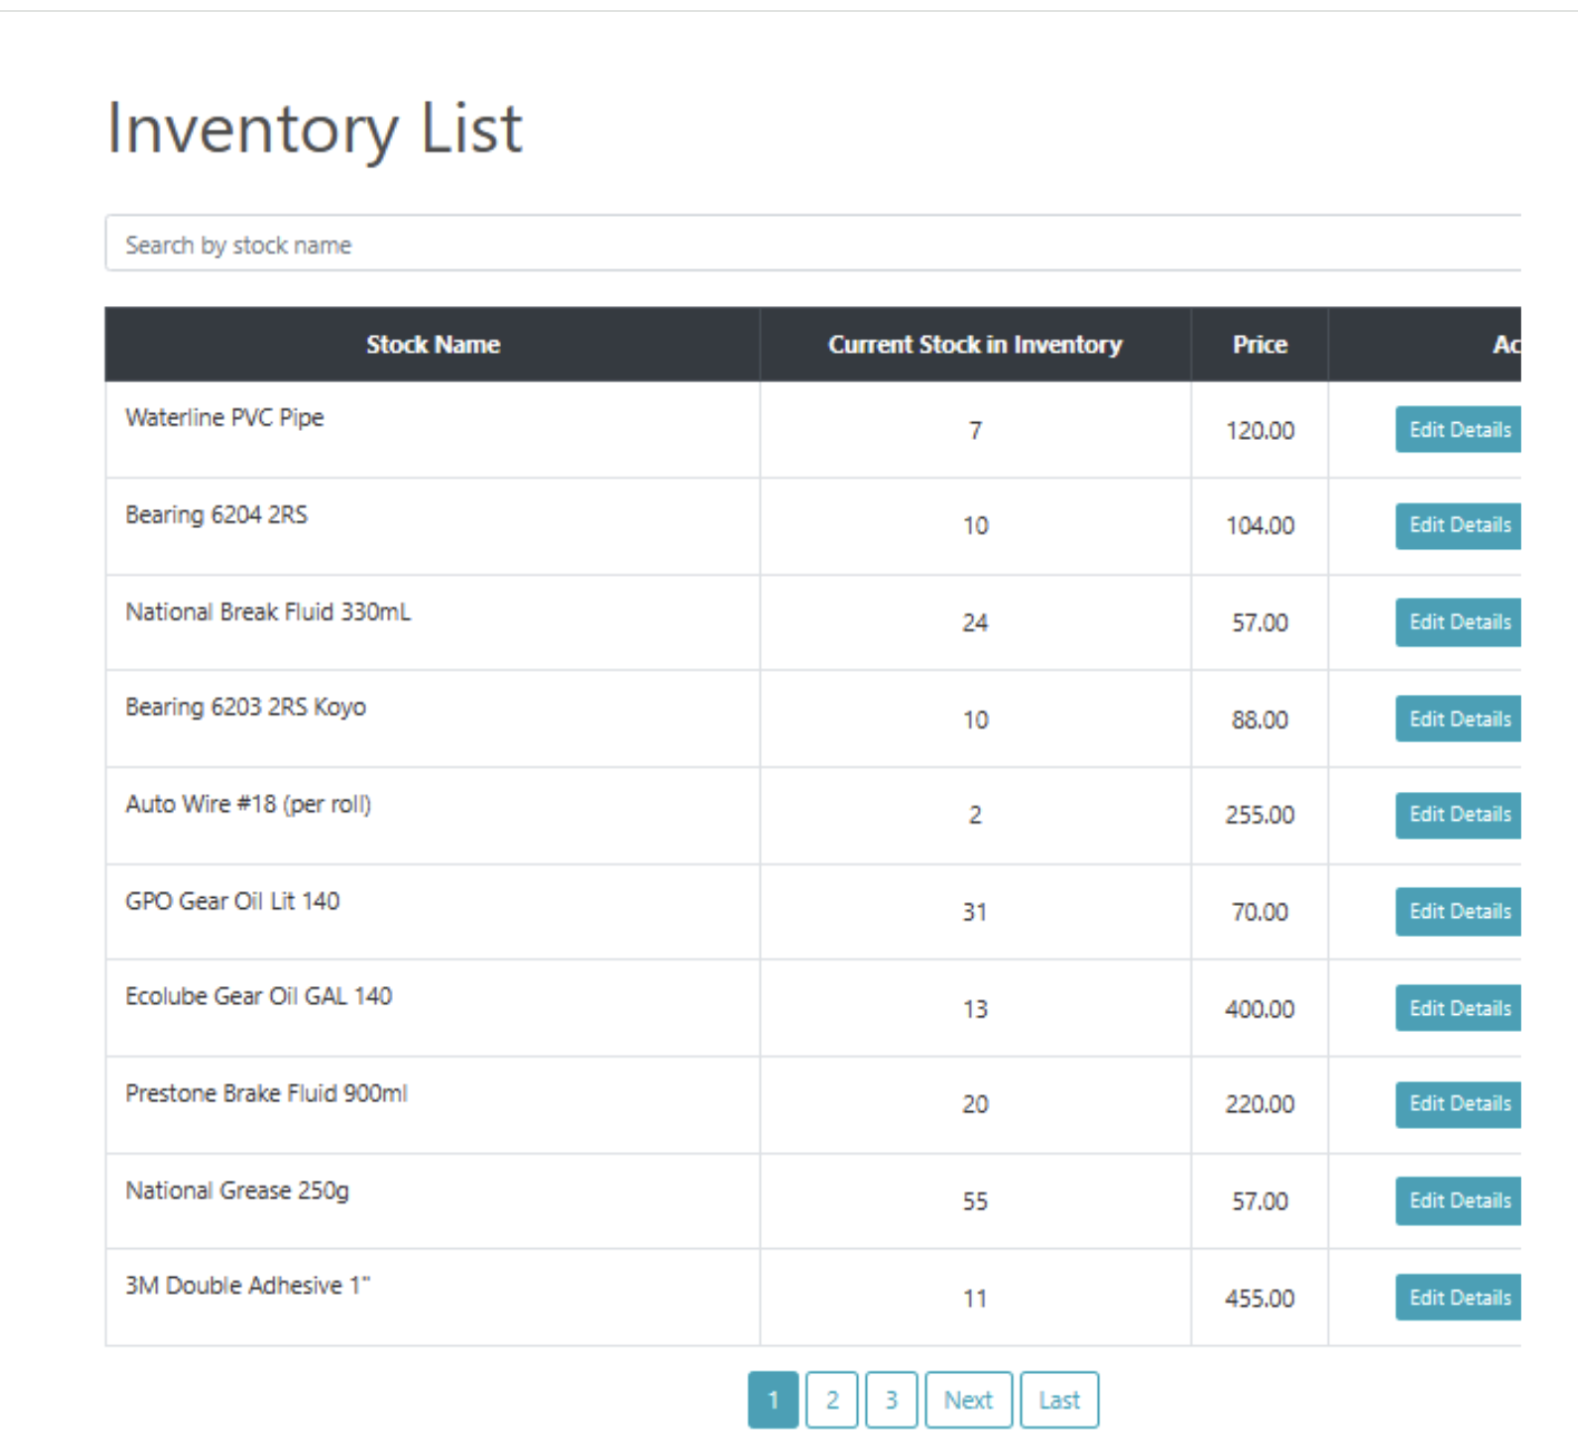 Inventory List
Search by stock name
Stock Name Current Stock in Inventory Price Ac
Waterline PVC Pipe 7 120.00 Edit Details
Bearing 6204 2RS 10 104.00 Edit Details
National Break Fluid 330mL 24 57.00 Edit Details
Bearing 6203 2RS Koyo 10 88.00 Edit Details
Auto Wire #18 (per roll) 2 255.00 Edit Details
GPO Gear Oil Lit 140 31 70.00 Edit Details
Ecolube Gear Oil GAL 140 13 400.00 Edit Details
Prestone Brake Fluid 900ml 20 220.00 Edit Details
National Grease 250g 55 57.00 Edit Details
3M Double Adhesive 1" 11 455.00 Edit Details
1 2 3 Next Last